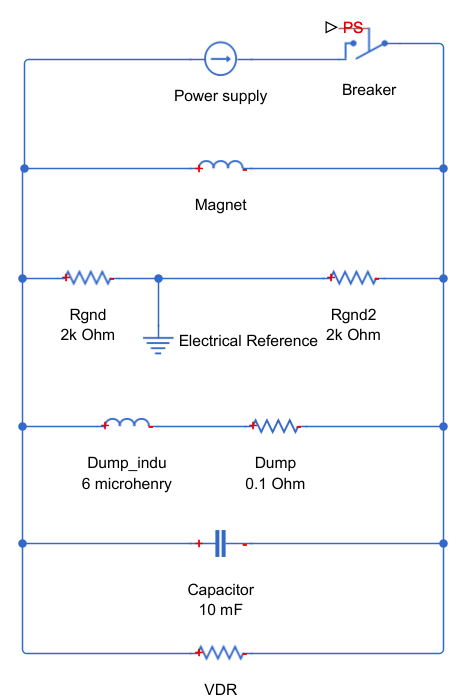 PS
Breaker
Power supply
+ -
Magnet
+ - + -
Rgnd
2k Ohm
Rgnd2
2k Ohm
Electrical Reference
+ - + -
Dump_indu
6 microhenry
Dump
0.1 Ohm
+ -
Capacitor
10 mF
+ -
VDR